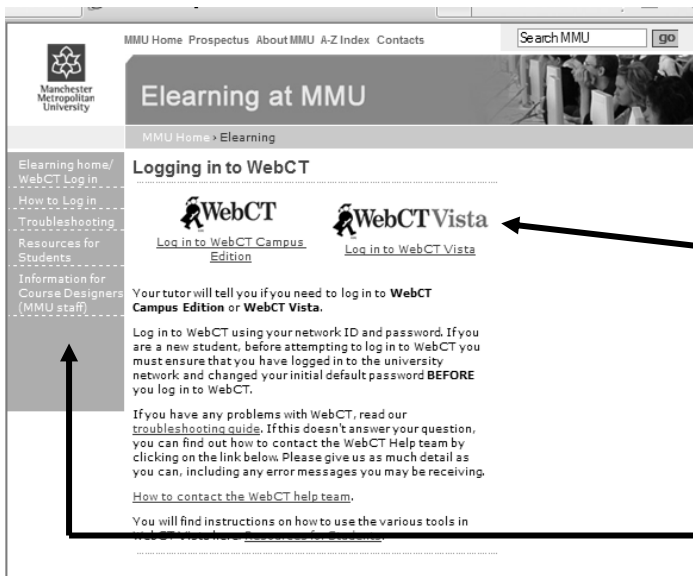 MMU Home Prospectus About MMU A-Z Index Contacts
Search MMU go
Manchester
Metropolitan
University
Elearning at MMU
MMU Home › Elearning
Elearning home/
WebCT Log in
How to Log in
Troubleshooting
Resources for
Students
Information for
Course Designers
(MMU staff)
Logging in to WebCT
WebCT
Log in to WebCT Campus
Edition
WebCT Vista
Log in to WebCT Vista
Your tutor will tell you if you need to log in to WebCT
Campus Edition or WebCT Vista.
Log in to WebCT using your network ID and password. If you
are a new student, before attempting to log in to WebCT you
must ensure that you have logged in to the university
network and changed your initial default password BEFORE
you log in to WebCT.
If you have any problems with WebCT, read our
troubleshooting guide. If this doesn't answer your question,
you can find out how to contact the WebCT Help team by
clicking on the link below. Please give us as much detail as
you can, including any error messages you may be receiving.
How to contact the WebCT help team.
You will find instructions on how to use the various tools in
WebCT Vista here. Resources for Students.